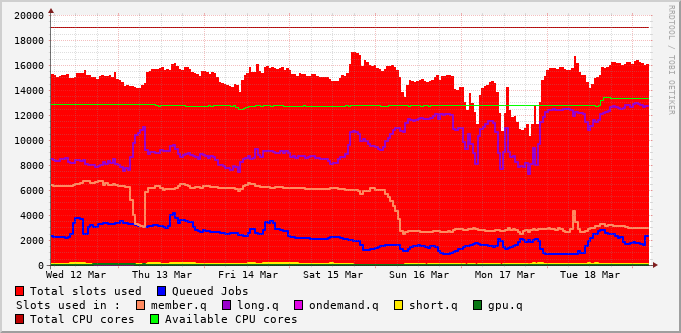 20000
18000
16000
14000
12000
10000
8000
6000
4000
2000
0
Wed 12 Mar Thu 13 Mar Fri 14 Mar Sat 15 Mar Sun 16 Mar Mon 17 Mar Tue 18 Mar
RRDTOOL / TOBI OETIKER
Total slots used Queued Jobs
Slots used in : member.q long.q ondemand.q short.q gpu.q
Total CPU cores Available CPU cores